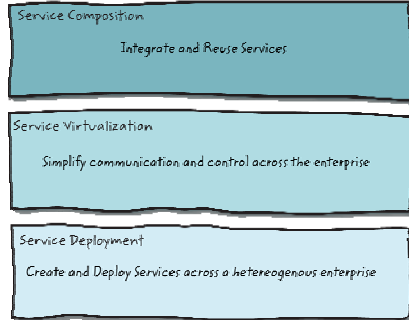 Service Composition
Integrate and Reuse Services
Service Virtualization
Simplify communication and control across the enterprise
Service Deployment
Create and Deploy Services across a hetereogenous enterprise